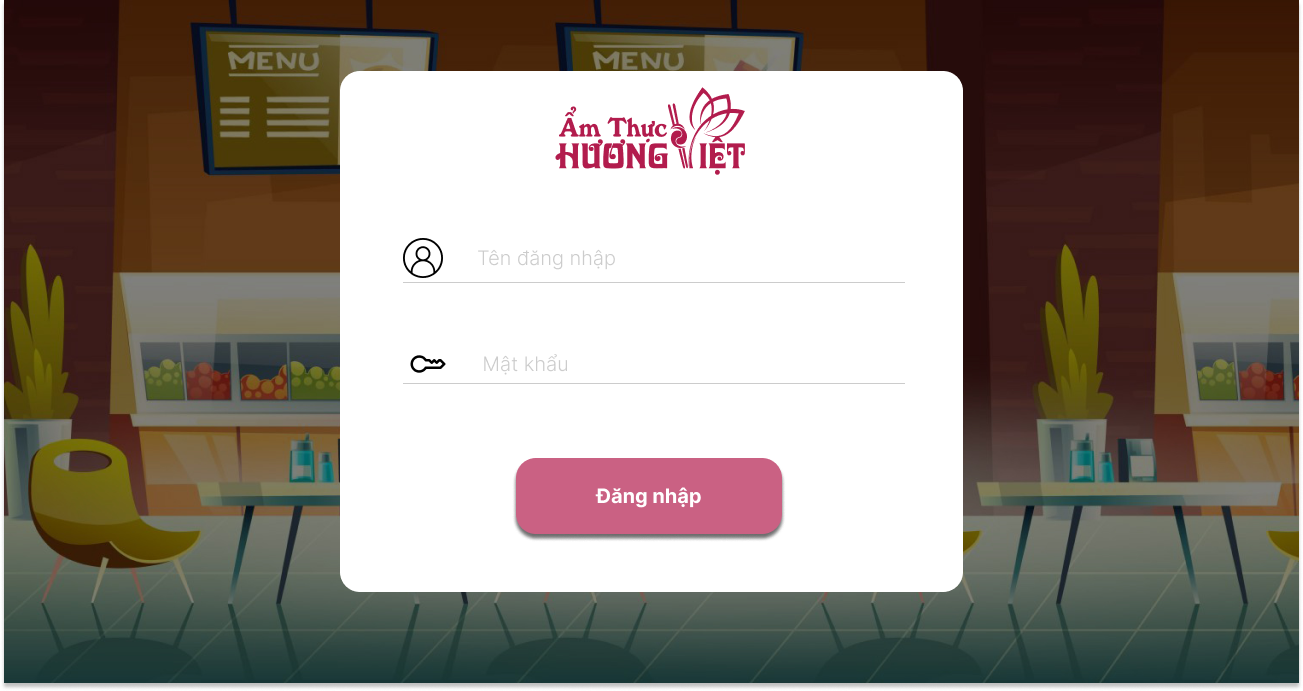 MENU
MENU
Ẩm Thực
HƯƠNG VIỆT
Tên đăng nhập
Mật khẩu
Đăng nhập